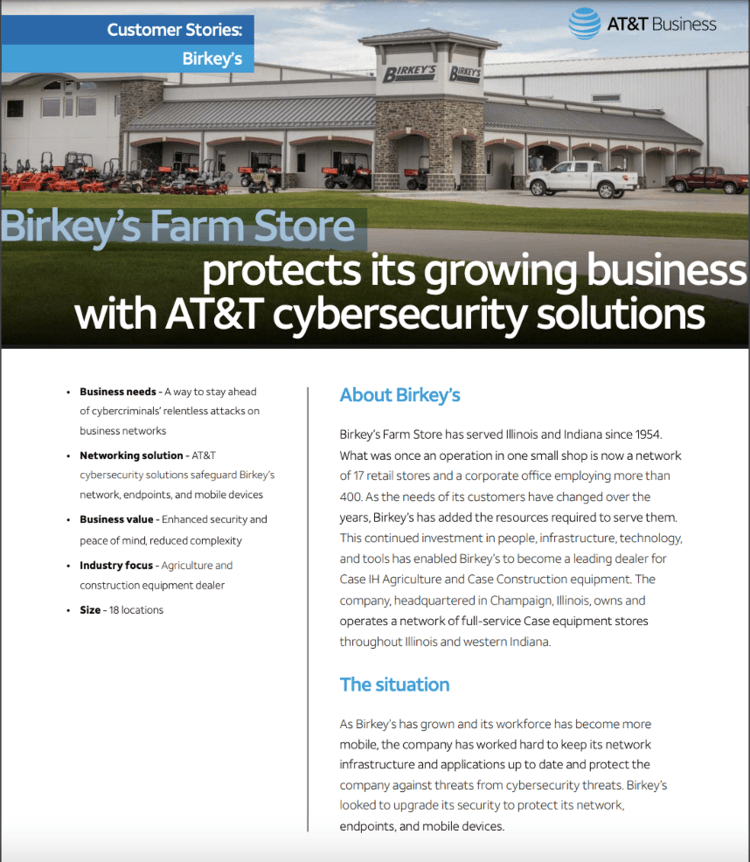 Customer Stories:
Birkey's
AT&T Business
BIRKEY'S
BIRKEY'S
Birkey's Farm Store
protects its growing business
with AT&T cybersecurity solutions
• Business needs - A way to stay ahead
of cybercriminals' relentless attacks on
business networks
• Networking solution - AT&T
cybersecurity solutions safeguard Birkey's
network, endpoints, and mobile devices
• Business value - Enhanced security and
peace of mind, reduced complexity
• Industry focus - Agriculture and
construction equipment dealer
• Size - 18 locations
About Birkey's
Birkey's Farm Store has served Illinois and Indiana since 1954.
What was once an operation in one small shop is now a network
of 17 retail stores and a corporate office employing more than
400. As the needs of its customers have changed over the
years, Birkey's has added the resources required to serve them.
This continued investment in people, infrastructure, technology,
and tools has enabled Birkey's to become a leading dealer for
Case IH Agriculture and Case Construction equipment. The
company, headquartered in Champaign, Illinois, owns and
operates a network of full-service Case equipment stores
throughout Illinois and western Indiana.
The situation
As Birkey's has grown and its workforce has become more
mobile, the company has worked hard to keep its network
infrastructure and applications up to date and protect the
company against threats from cybersecurity threats. Birkey's
looked to upgrade its security to protect its network,
endpoints, and mobile devices.